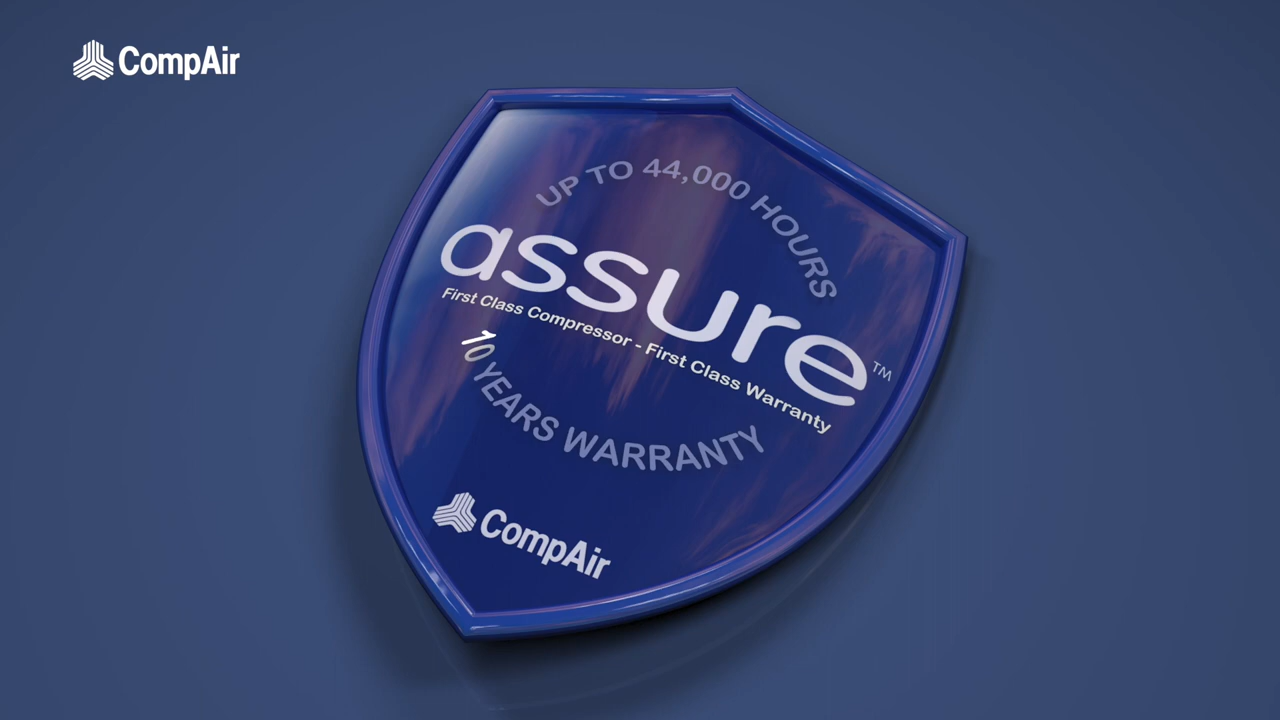 CompAir
UP TO 44,000 HOURS
assure™
First Class Compressor - First Class Warranty
10 YEARS WARRANTY
CompAir